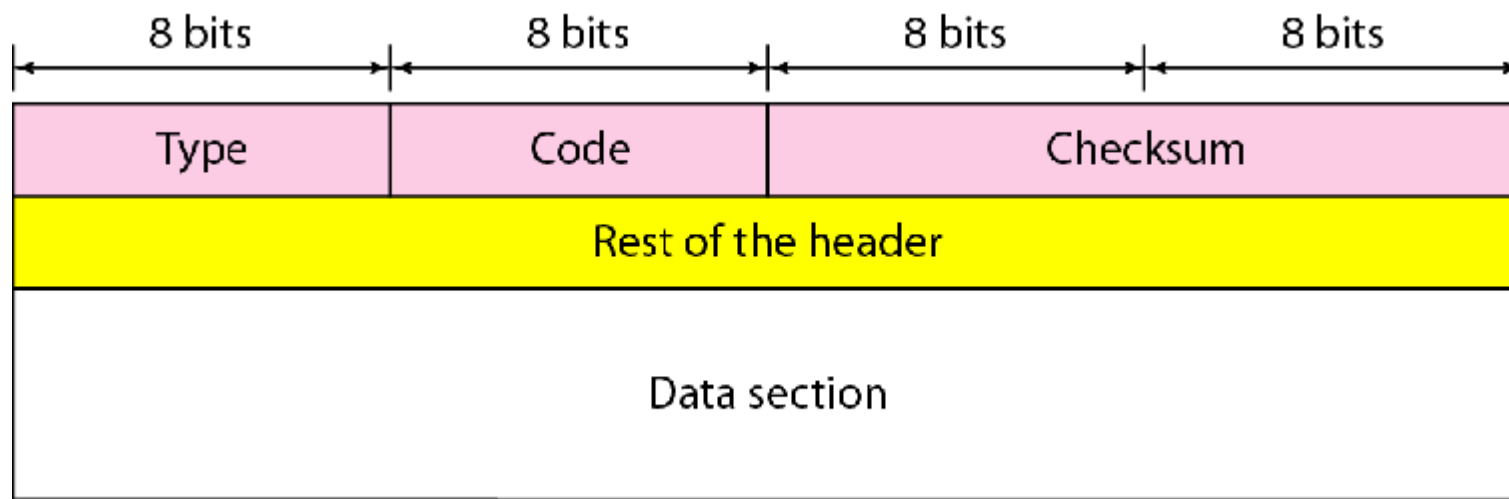 8 bits 8 bits 8 bits 8 bits
Type Code Checksum
Rest of the header
Data section